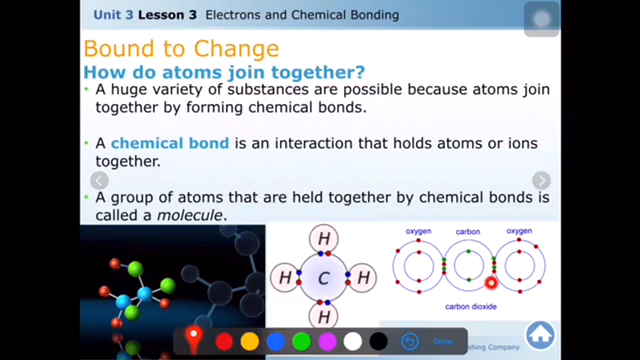 Unit 3 Lesson 3 Electrons and Chemical Bonding
Bound to Change
How do atoms join together?
• A huge variety of substances are possible because atoms join
together by forming chemical bonds.
• A chemical bond is an interaction that holds atoms or ions
together.
• A group of atoms that are held together by chemical bonds is
called a molecule.
H
H C H
H
oxygen carbon oxygen
carbon dioxide
Done
Publishing Company